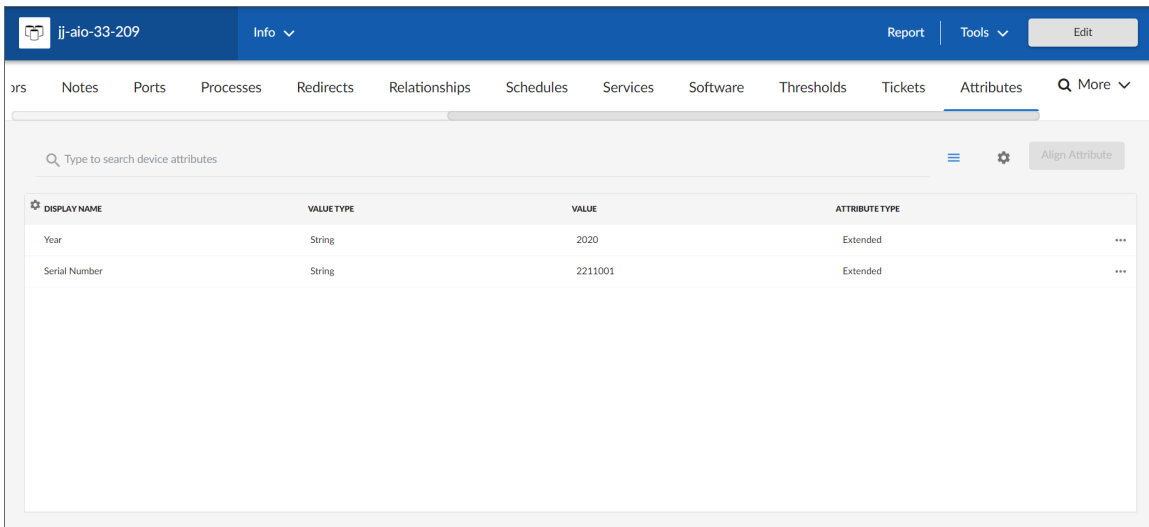 jj-aio-33-209 Info Report Tools Edit
ors Notes Ports Processes Redirects Relationships Schedules Services Software Thresholds Tickets Attributes More
Type to search device attributes Align Attribute
DISPLAY NAME VALUE TYPE VALUE ATTRIBUTE TYPE
Year String 2020 Extended
Serial Number String 2211001 Extended